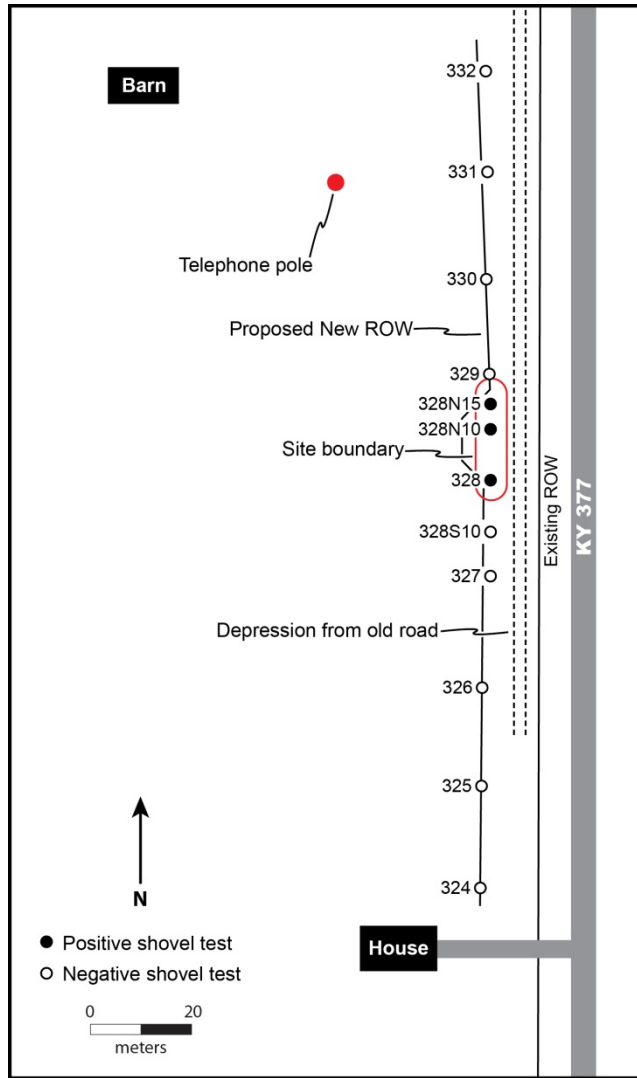 332
Barn
331
Telephone pole
330
Proposed New ROW
329
328N15
328N10
Site boundary
328
328S10
Existing ROW
KY 377
327
Depression from old road
326
325
N
324
Positive shovel test
House
Negative shovel test
0 20
meters